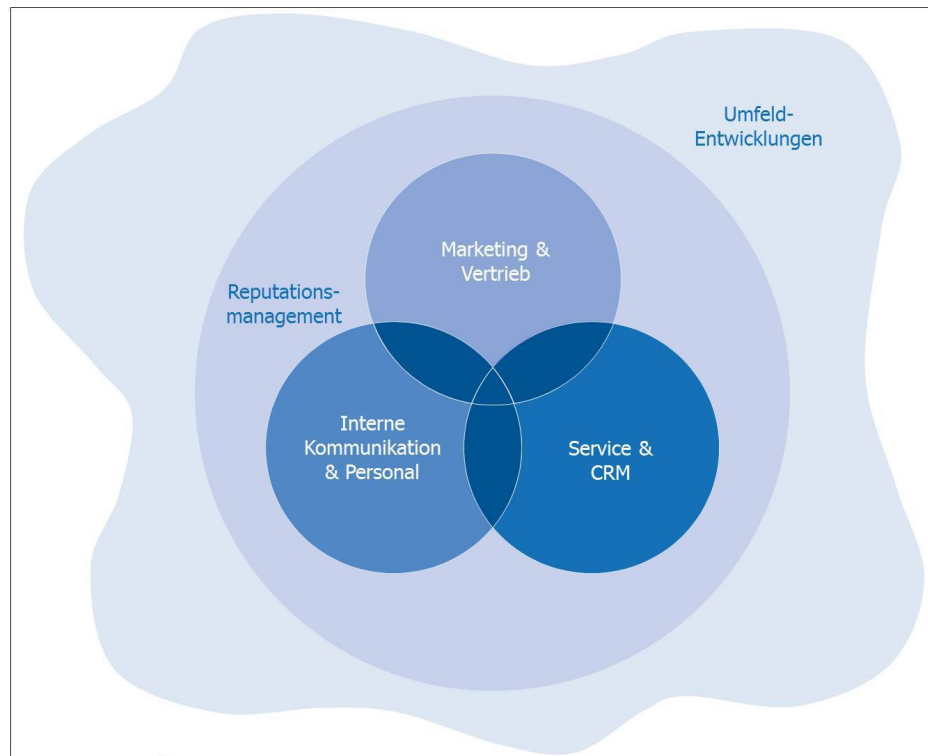 Umfeld-
Entwicklungen
Marketing &
Vertrieb
Reputations-
management
Interne
Kommunikation
& Personal
Service &
CRM